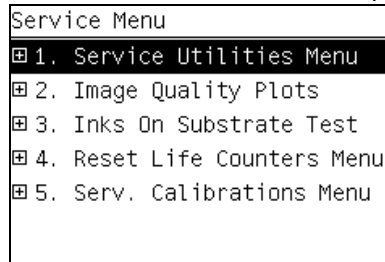 Service Menu
⊞ 1. Service Utilities Menu
⊞ 2. Image Quality Plots
⊞ 3. Inks On Substrate Test
⊞ 4. Reset Life Counters Menu
⊞ 5. Serv. Calibrations Menu